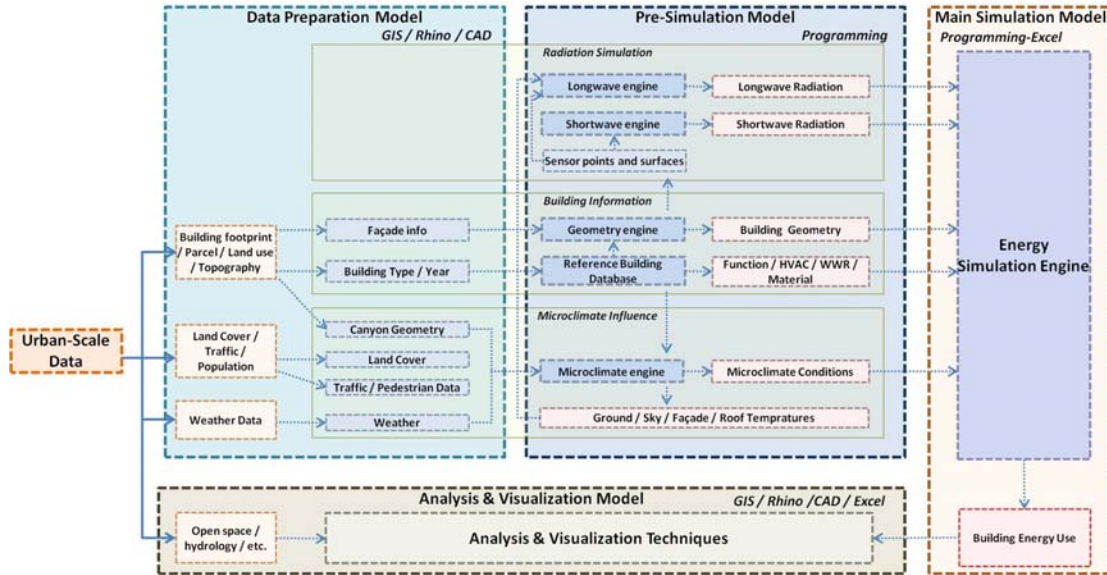 Data Preparation Model
GIS / Rhino / CAD
Pre-Simulation Model
Programming
Main Simulation Model
Programming-Excel
Radiation Simulation
Longwave engine
Longwave Radiation
Shortwave engine
Shortwave Radiation
Sensor points and surfaces
Building Information
Building footprint
/ Parcel / Land use
/ Topography
Façade info
Geometry engine
Building Geometry
Building Type / Year
Reference Building
Database
Function / HVAC / WWR /
Material
Energy
Simulation Engine
Microclimate Influence
Urban-Scale
Data
Land Cover /
Traffic /
Population
Canyon Geometry
Land Cover
Traffic / Pedestrian Data
Microclimate engine
Microclimate Conditions
Weather Data
Weather
Ground / Sky / Façade / Roof Tempratures
Analysis & Visualization Model
GIS / Rhino /CAD / Excel
Open space /
hydrology / etc.
Analysis & Visualization Techniques
Building Energy Use